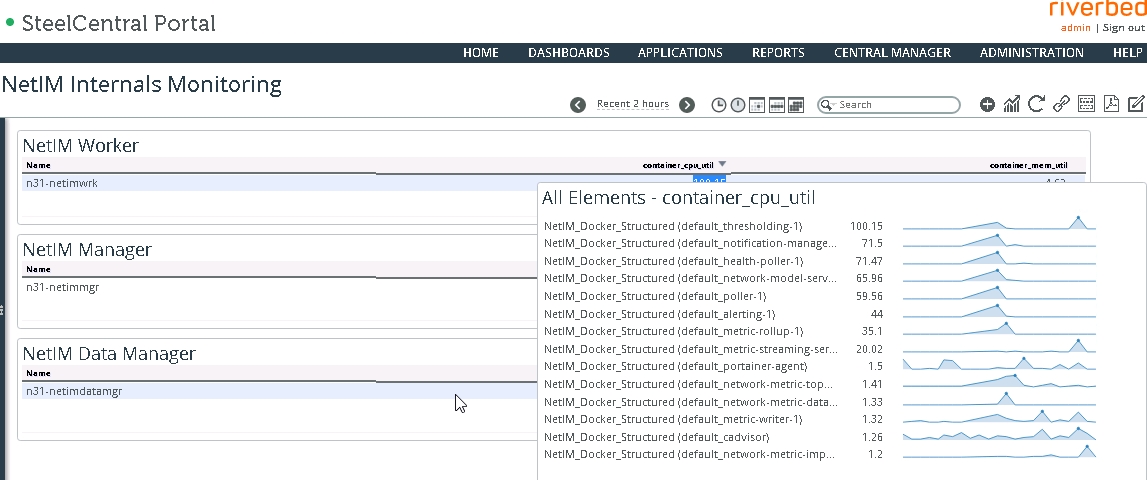 riverbed
SteelCentral Portal
admin | Sign out
HOME DASHBOARDS APPLICATIONS REPORTS CENTRAL MANAGER ADMINISTRATION HELP
NetIM Internals Monitoring
Recent 2 hours
Search
NetIM Worker
Name container_cpu_util container_mem_util
n31-netimwrk
NetIM Manager
Name
n31-netimmgr
NetIM Data Manager
Name
n31-netimdatamgr
All Elements - container_cpu_util
NetIM_Docker_Structured (default_thresholding-1) 100.15
NetIM_Docker_Structured (default_notification-manage... 71.5
NetIM_Docker_Structured (default_health-poller-1) 71.47
NetIM_Docker_Structured (default_network-model-serv... 65.96
NetIM_Docker_Structured (default_poller-1) 59.56
NetIM_Docker_Structured (default_alerting-1) 44
NetIM_Docker_Structured (default_metric-rollup-1) 35.1
NetIM_Docker_Structured (default_metric-streaming-ser... 20.02
NetIM_Docker_Structured (default_portainer-agent) 1.5
NetIM_Docker_Structured (default_network-metric-top... 1.41
NetIM_Docker_Structured (default_network-metric-data... 1.33
NetIM_Docker_Structured (default_metric-writer-1) 1.32
NetIM_Docker_Structured (default_cadvisor) 1.26
NetIM_Docker_Structured (default_network-metric-imp... 1.2